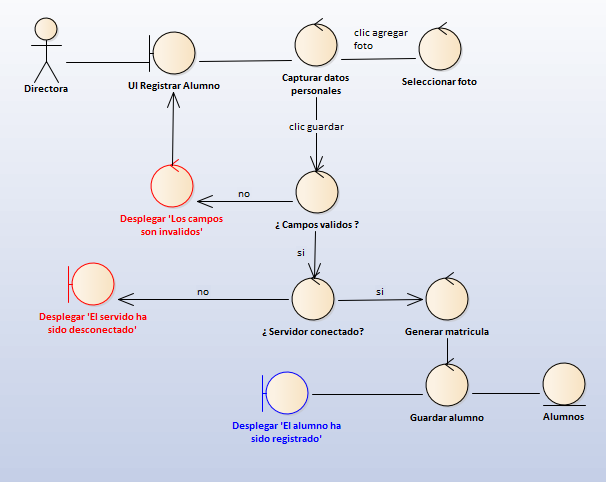 clic agregar
foto
Directora
UI Registrar Alumno
Capturar datos
personales
Seleccionar foto
clic guardar
no
Desplegar 'Los campos
son invalidos'
¿ Campos validos ?
si
no
si
Desplegar 'El servido ha
sido desconectado'
¿ Servidor conectado?
Generar matricula
Desplegar 'El alumno ha
sido registrado'
Guardar alumno
Alumnos